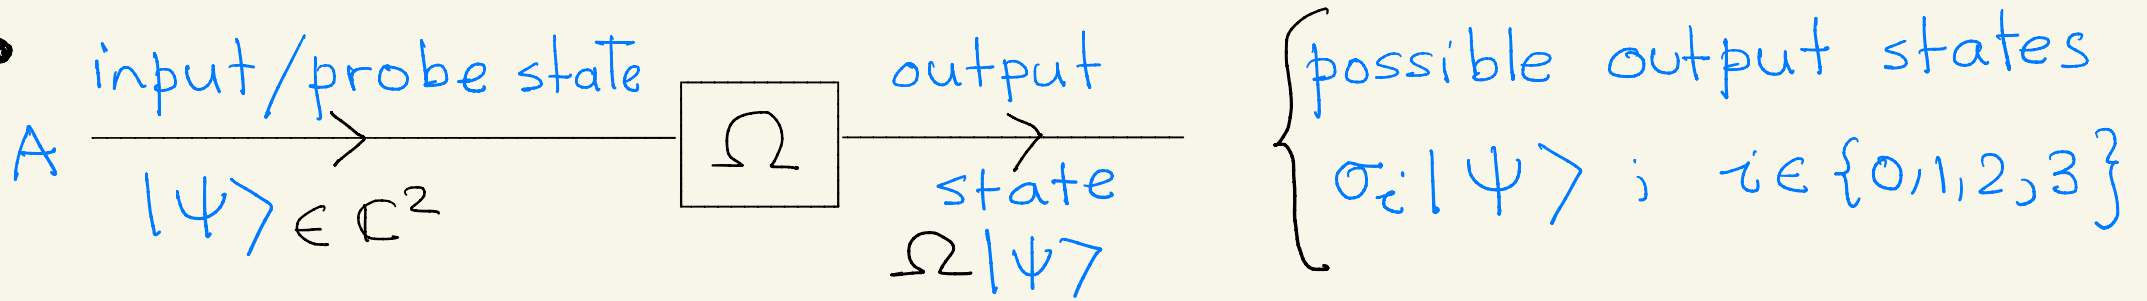 input/probe state
A
|ψ⟩ ∈ ℂ²
Ω
output
state
Ω|ψ⟩
possible output states
σᵢ|ψ⟩ ; i ∈ {0,1,2,3}